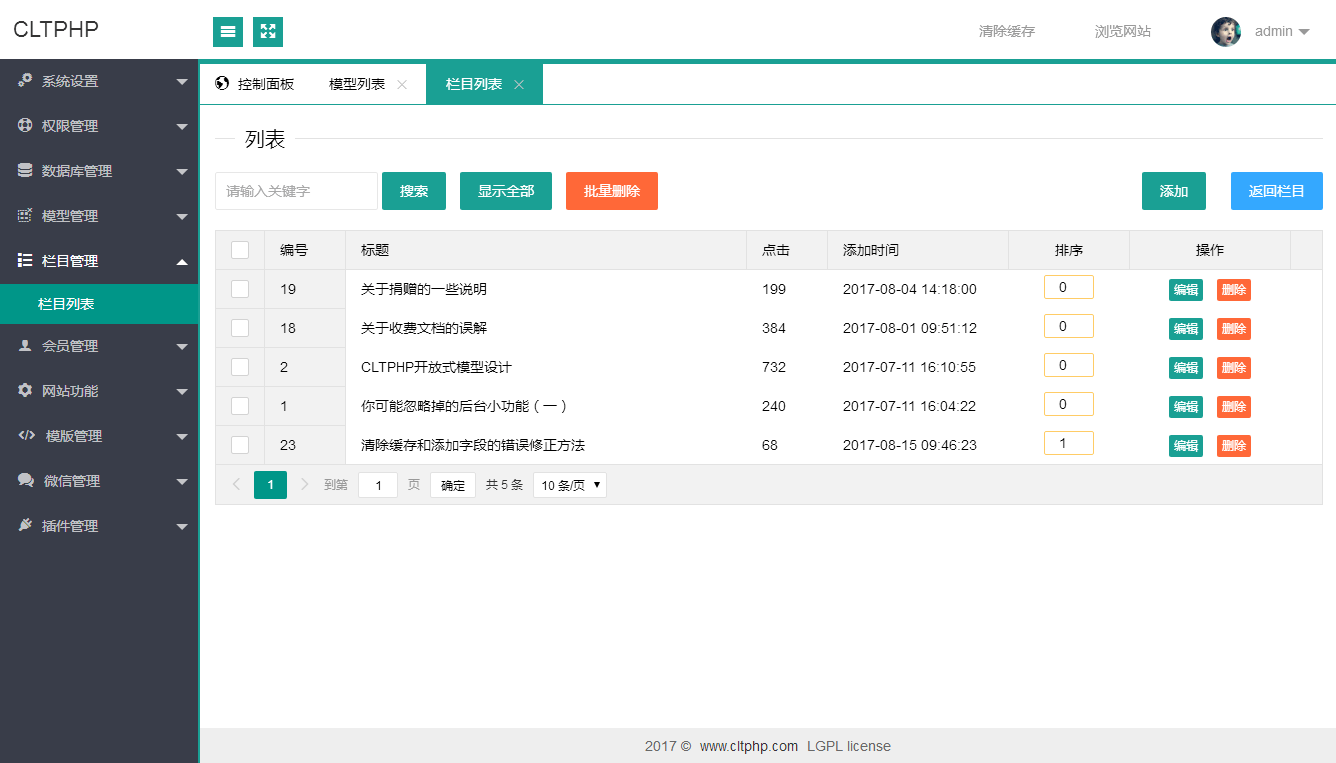 CLTPHP
清除缓存 浏览网站 admin
系统设置
权限管理
数据库管理
模型管理
栏目管理
栏目列表
会员管理
网站功能
模版管理
微信管理
插件管理
控制面板 模型列表 栏目列表
列表
请输入关键字 搜索 显示全部 批量删除 添加 返回栏目
编号 标题 点击 添加时间 排序 操作
19 关于捐赠的一些说明 199 2017-08-04 14:18:00 0 编辑 删除
18 关于收费文档的误解 384 2017-08-01 09:51:12 0 编辑 删除
2 CLTPHP开放式模型设计 732 2017-07-11 16:10:55 0 编辑 删除
1 你可能忽略掉的后台小功能（一） 240 2017-07-11 16:04:22 0 编辑 删除
23 清除缓存和添加字段的错误修正方法 68 2017-08-15 09:46:23 1 编辑 删除
1 到第 1 页 确定 共 5 条 10 条/页
2017 © www.cltphp.com LGPL license